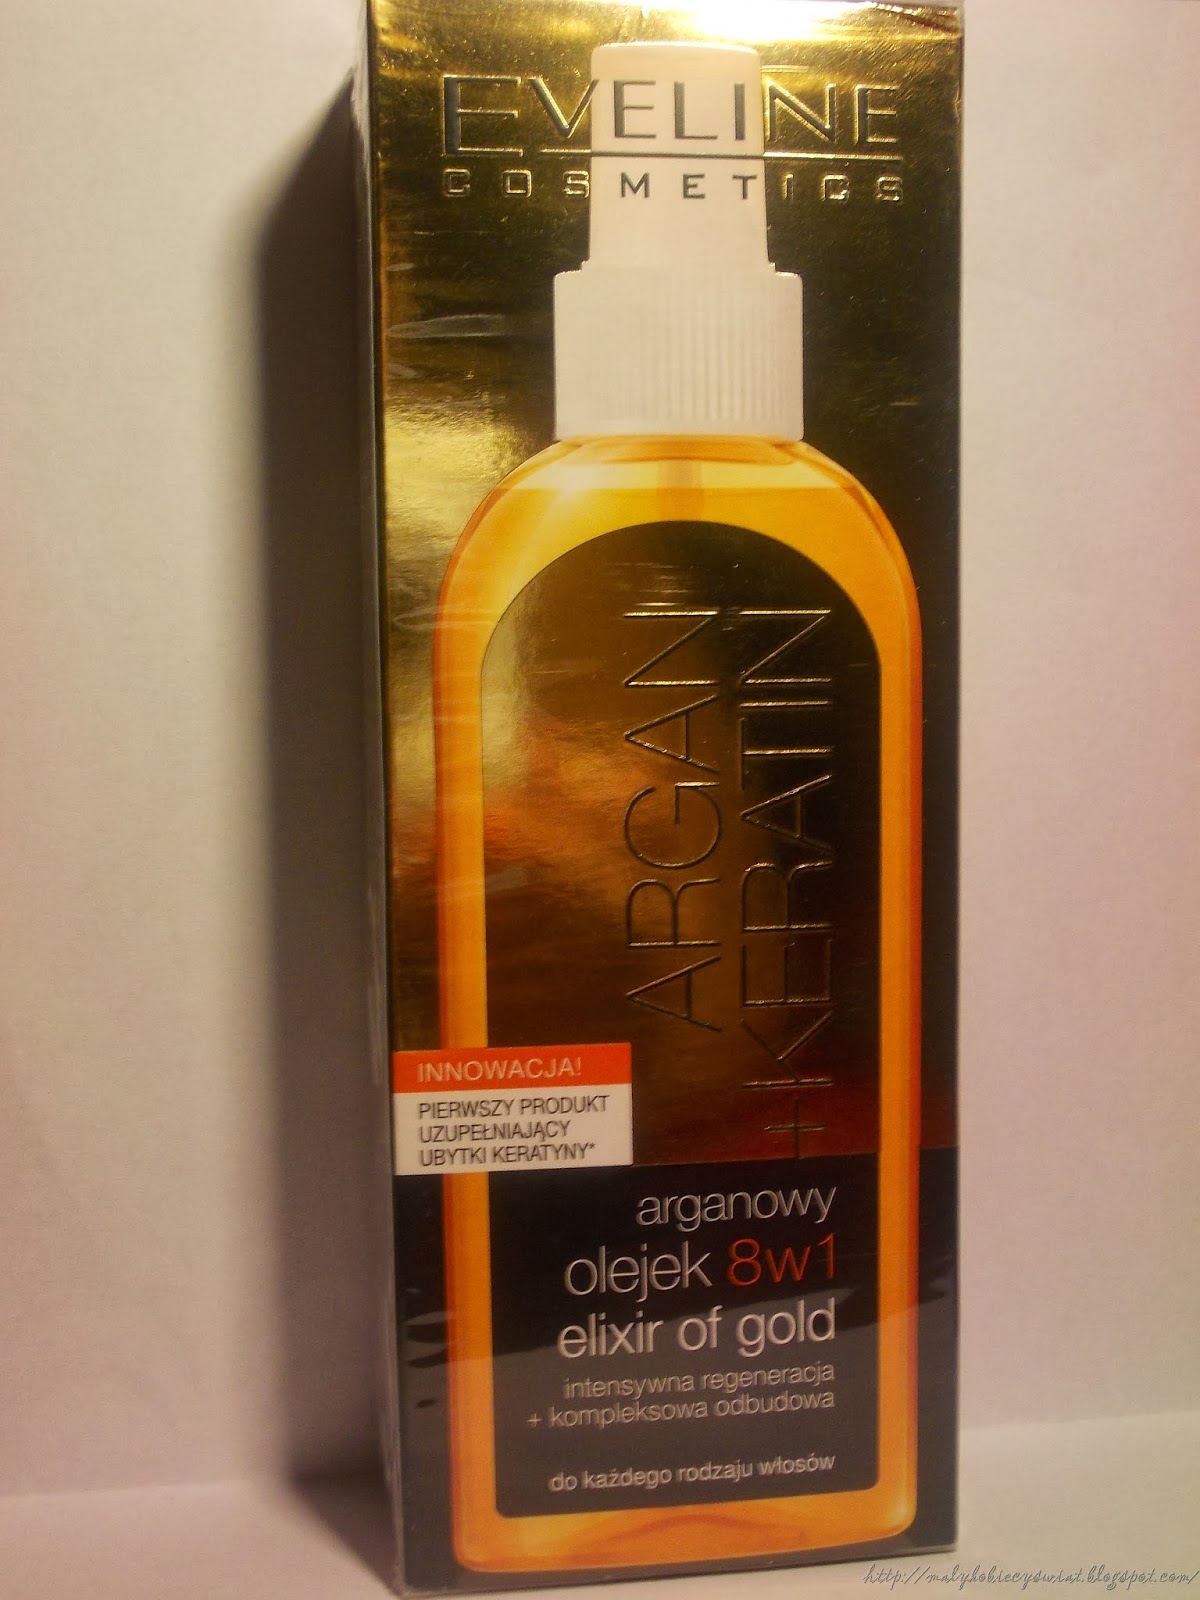 EVELINE
COSMETICS
ARGAN
+KERATIN
INNOWACJA!
PIERWSZY PRODUKT
UZUPEŁNIAJĄCY
UBYTKI KERATYNY*
arganowy
olejek 8w1
elixir of gold
intensywna regeneracja
+ kompleksowa odbudowa
do każdego rodzaju włosów
http://malykobiecyswiat.blogspot.com/